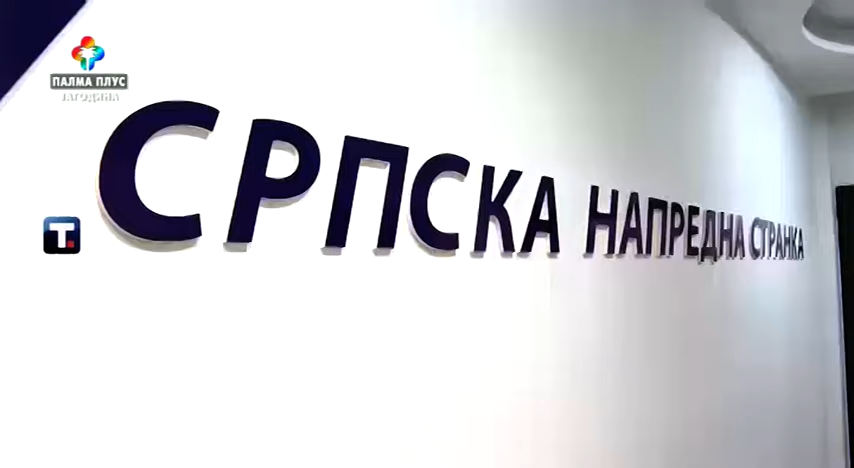 ПАЛМА ПЛУС
ЈАГОДИНА
СРПСКА НАПРЕДНА СТРАНКА
Т.